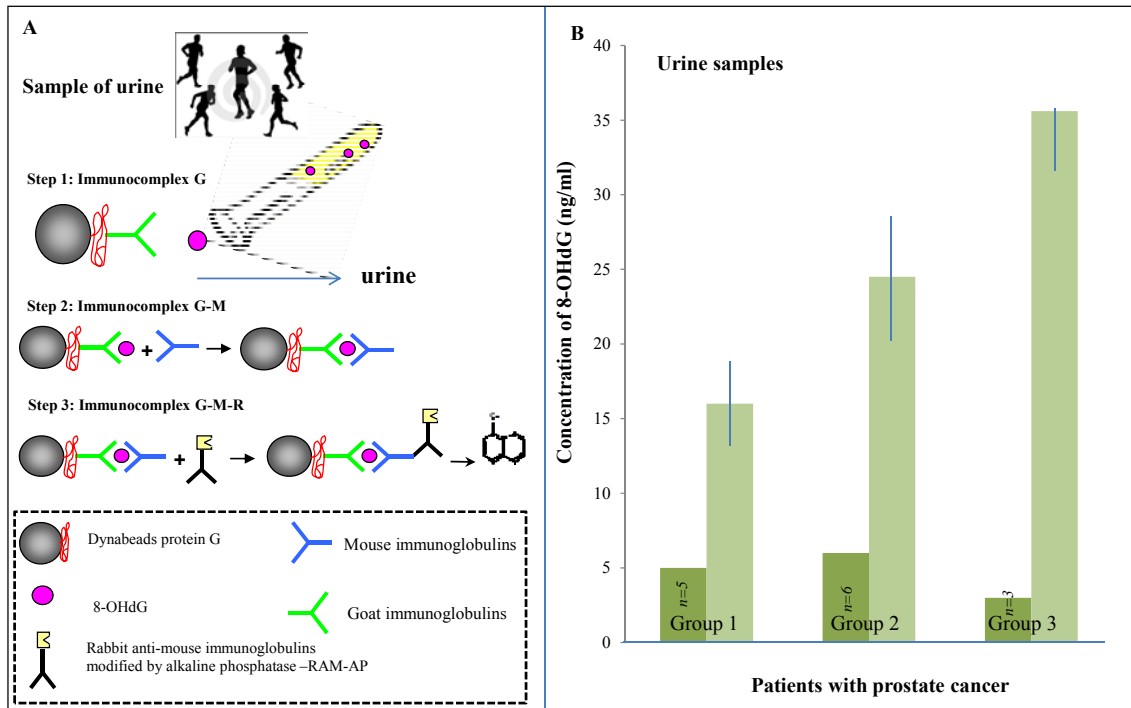 A
Sample of urine
Step 1: Immunocomplex G
urine
Step 2: Immunocomplex G-M
+
Step 3: Immunocomplex G-M-R
+
Dynabeads protein G
Mouse immunoglobulins
8-OHdG
Goat immunoglobulins
Rabbit anti-mouse immunoglobulins
modified by alkaline phosphatase –RAM-AP
B
Urine samples
Concentration of 8-OHdG (ng/ml)
40
35
30
25
20
15
10
5
0
n=5
n=6
n=3
Group 1
Group 2
Group 3
Patients with prostate cancer